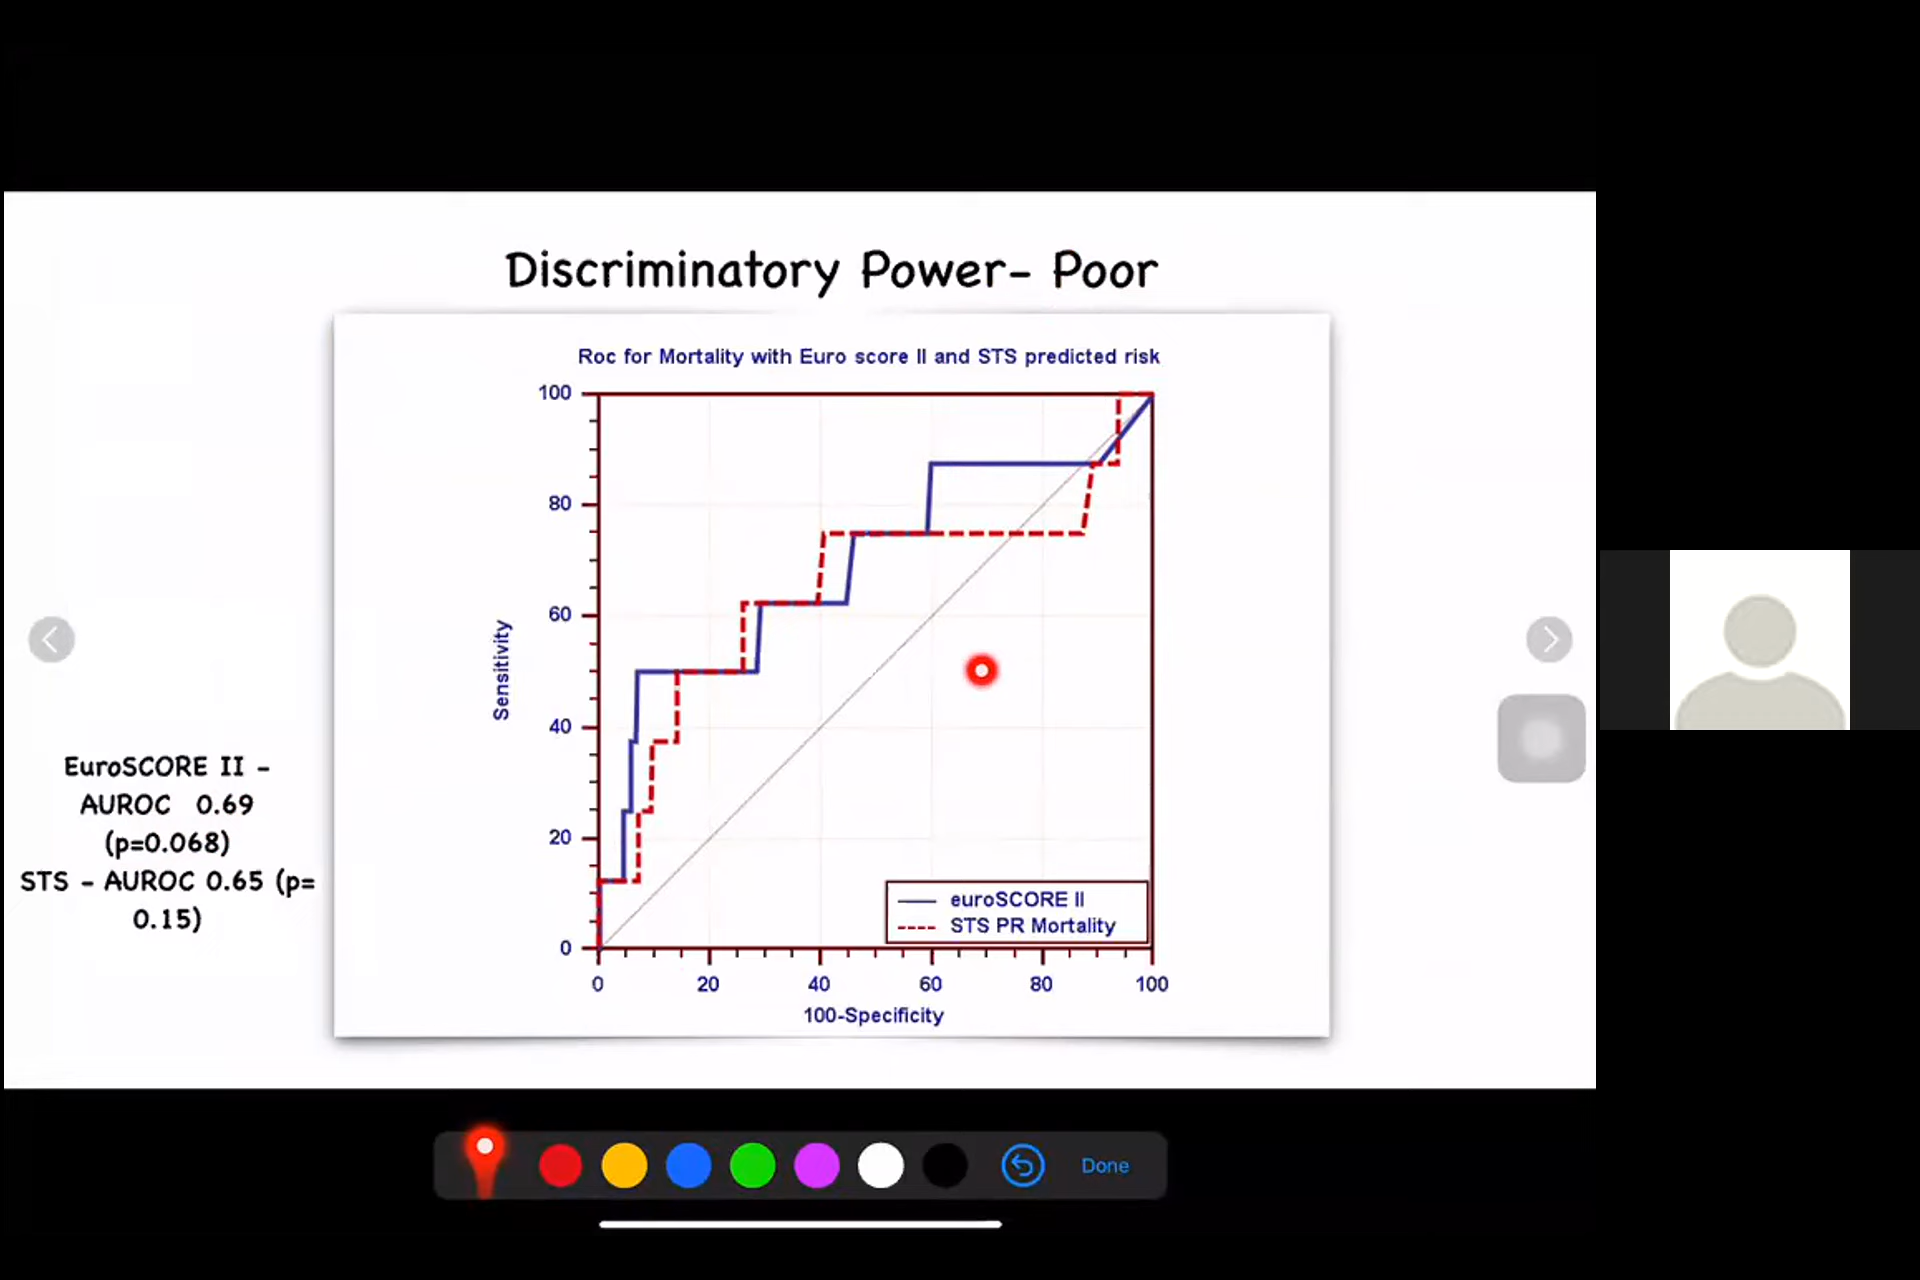 Discriminatory Power- Poor
Roc for Mortality with Euro score II and STS predicted risk
100
80
60
40
20
0
Sensitivity
0 20 40 60 80 100
100-Specificity
euroSCORE II
STS PR Mortality
EuroSCORE II -
AUROC 0.69
(p=0.068)
STS - AUROC 0.65 (p=
0.15)
Done